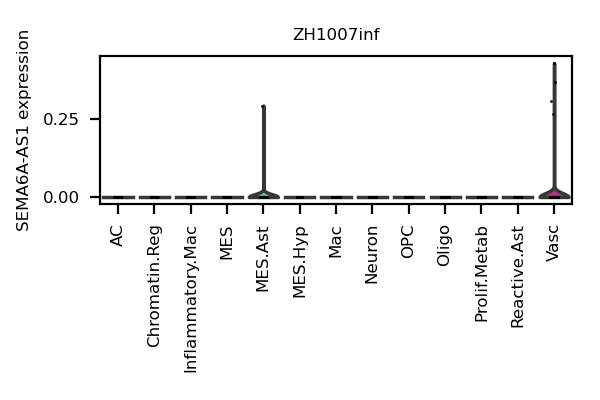 ZH1007inf
SEMA6A-AS1 expression
0.25
0.00
AC
Chromatin.Reg
Inflammatory.Mac
MES
MES.Ast
MES.Hyp
Mac
Neuron
OPC
Oligo
Prolif.Metab
Reactive.Ast
Vasc